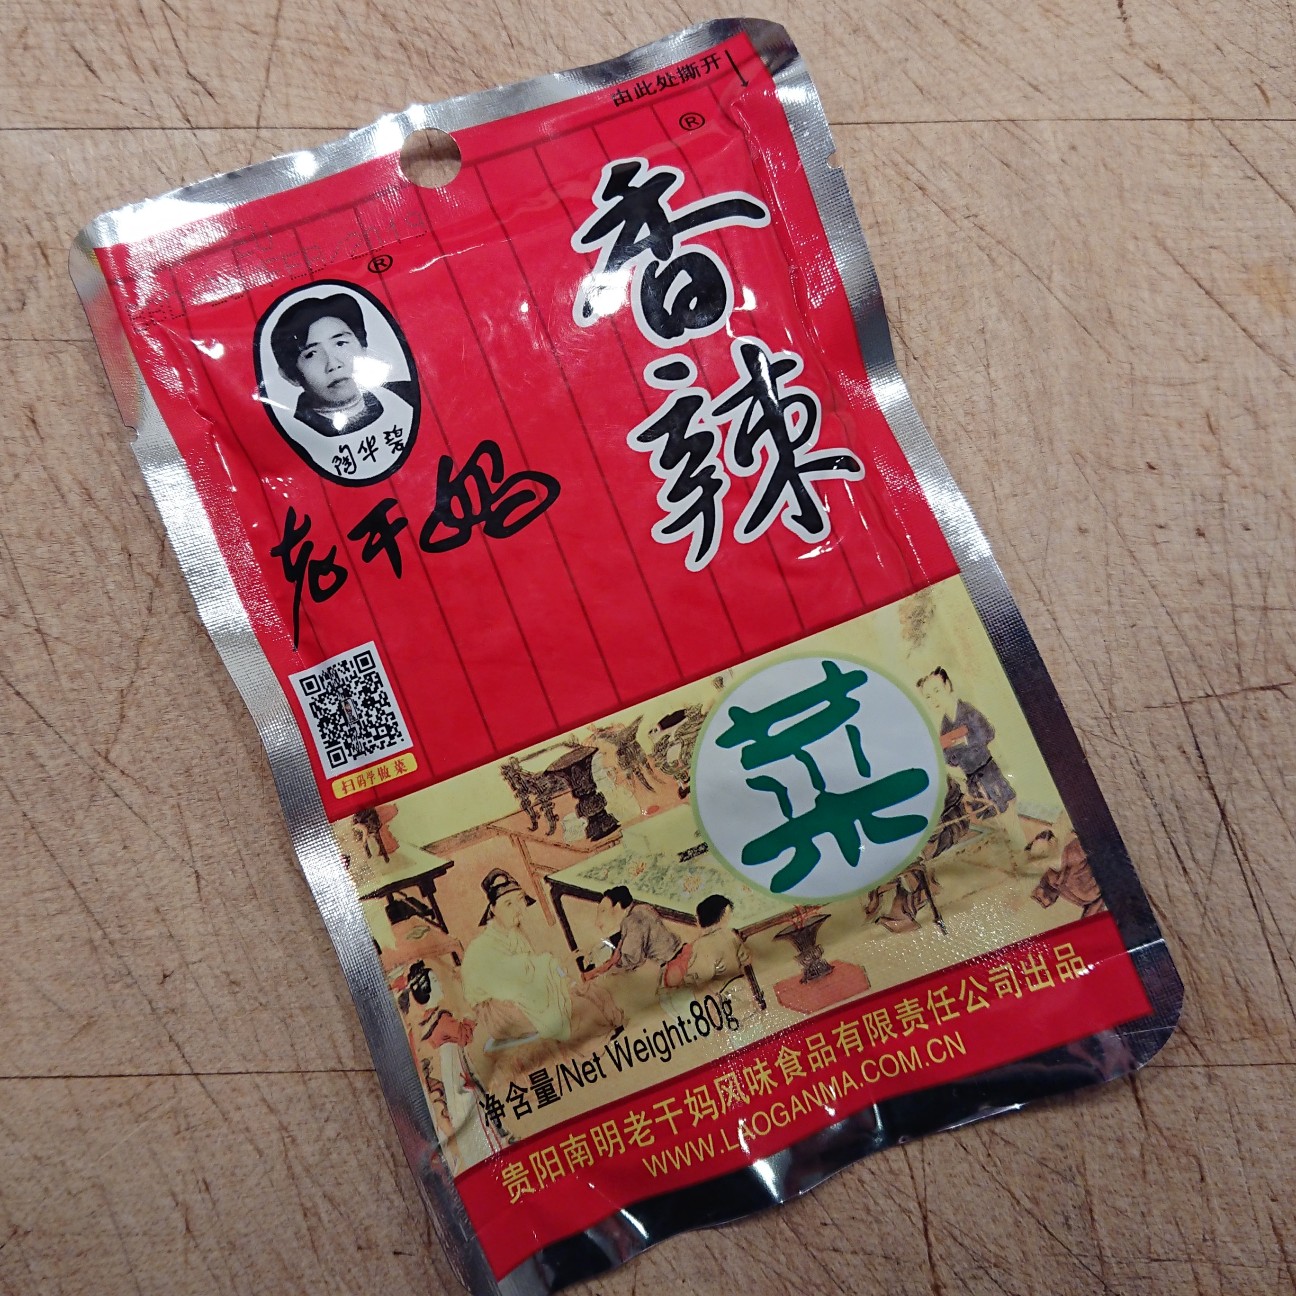 由此处撕开
®
香辣
®
陶华碧
老干妈
扫码学做菜
菜
净含量/Net Weight:80g
贵阳南明老干妈风味食品有限责任公司出品
WWW.LAOGANMA.COM.CN